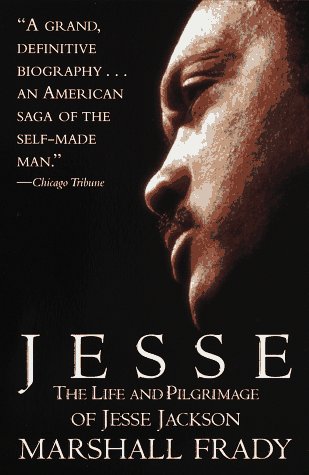 “A GRAND,
DEFINITIVE
BIOGRAPHY . . .
AN AMERICAN
SAGA OF THE
SELF-MADE
MAN.”
—Chicago Tribune
JESSE
THE LIFE AND PILGRIMAGE
OF JESSE JACKSON
MARSHALL FRADY